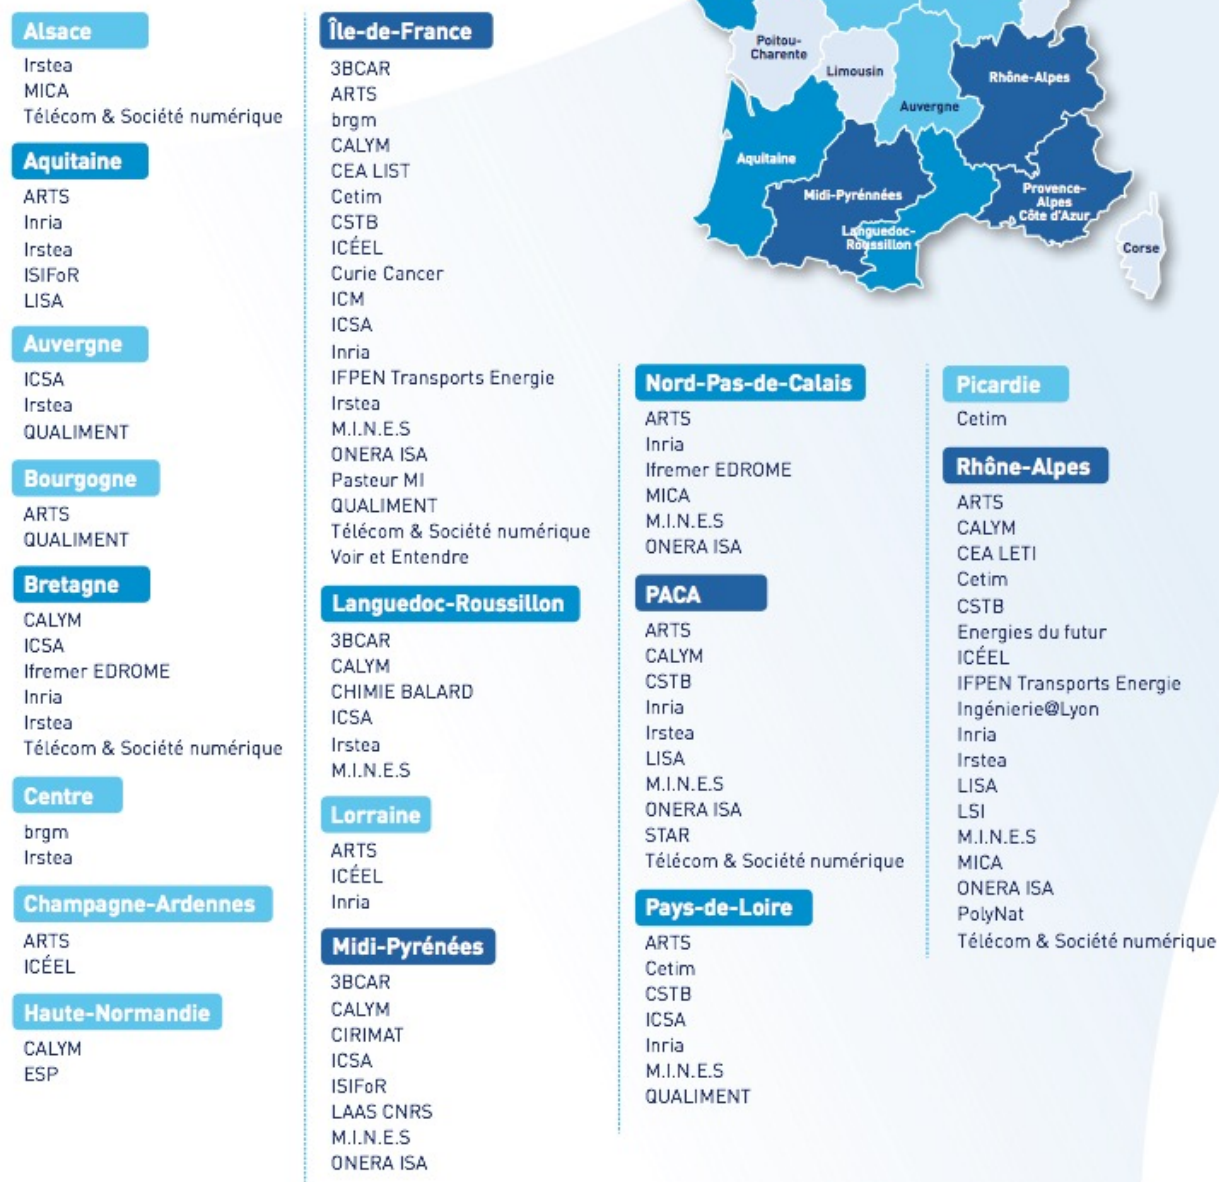 Alsace
Irstea
MICA
Télécom & Société numérique
Aquitaine
ARTS
Inria
Irstea
ISIFoR
LISA
Auvergne
ICSA
Irstea
QUALIMENT
Bourgogne
ARTS
QUALIMENT
Bretagne
CALYM
ICSA
Ifremer EDROME
Inria
Irstea
Télécom & Société numérique
Centre
brgm
Irstea
Champagne-Ardennes
ARTS
ICÉEL
Haute-Normandie
CALYM
ESP
Île-de-France
3BCAR
ARTS
brgm
CALYM
CEA LIST
Cetim
CSTB
ICÉEL
Curie Cancer
ICM
ICSA
Inria
IFPEN Transports Energie
Irstea
M.I.N.E.S
ONERA ISA
Pasteur MI
QUALIMENT
Télécom & Société numérique
Voir et Entendre
Languedoc-Roussillon
3BCAR
CALYM
CHIMIE BALARD
ICSA
Irstea
M.I.N.E.S
Lorraine
ARTS
ICÉEL
Inria
Midi-Pyrénées
3BCAR
CALYM
CIRIMAT
ICSA
ISIFoR
LAAS CNRS
M.I.N.E.S
ONERA ISA
Poitou-
Charente
Limousin
Auvergne
Rhône-Alpes
Aquitaine
Midi-Pyrénnées
Languedoc-
Roussillon
Provence-
Alpes
Côte d'Azur
Corse
Nord-Pas-de-Calais
ARTS
Inria
Ifremer EDROME
MICA
M.I.N.E.S
ONERA ISA
PACA
ARTS
CALYM
CSTB
Inria
Irstea
LISA
M.I.N.E.S
ONERA ISA
STAR
Télécom & Société numérique
Pays-de-Loire
ARTS
Cetim
CSTB
ICSA
Inria
M.I.N.E.S
QUALIMENT
Picardie
Cetim
Rhône-Alpes
ARTS
CALYM
CEA LETI
Cetim
CSTB
Energies du futur
ICÉEL
IFPEN Transports Energie
Ingénierie@Lyon
Inria
Irstea
LISA
LSI
M.I.N.E.S
MICA
ONERA ISA
PolyNat
Télécom & Société numérique